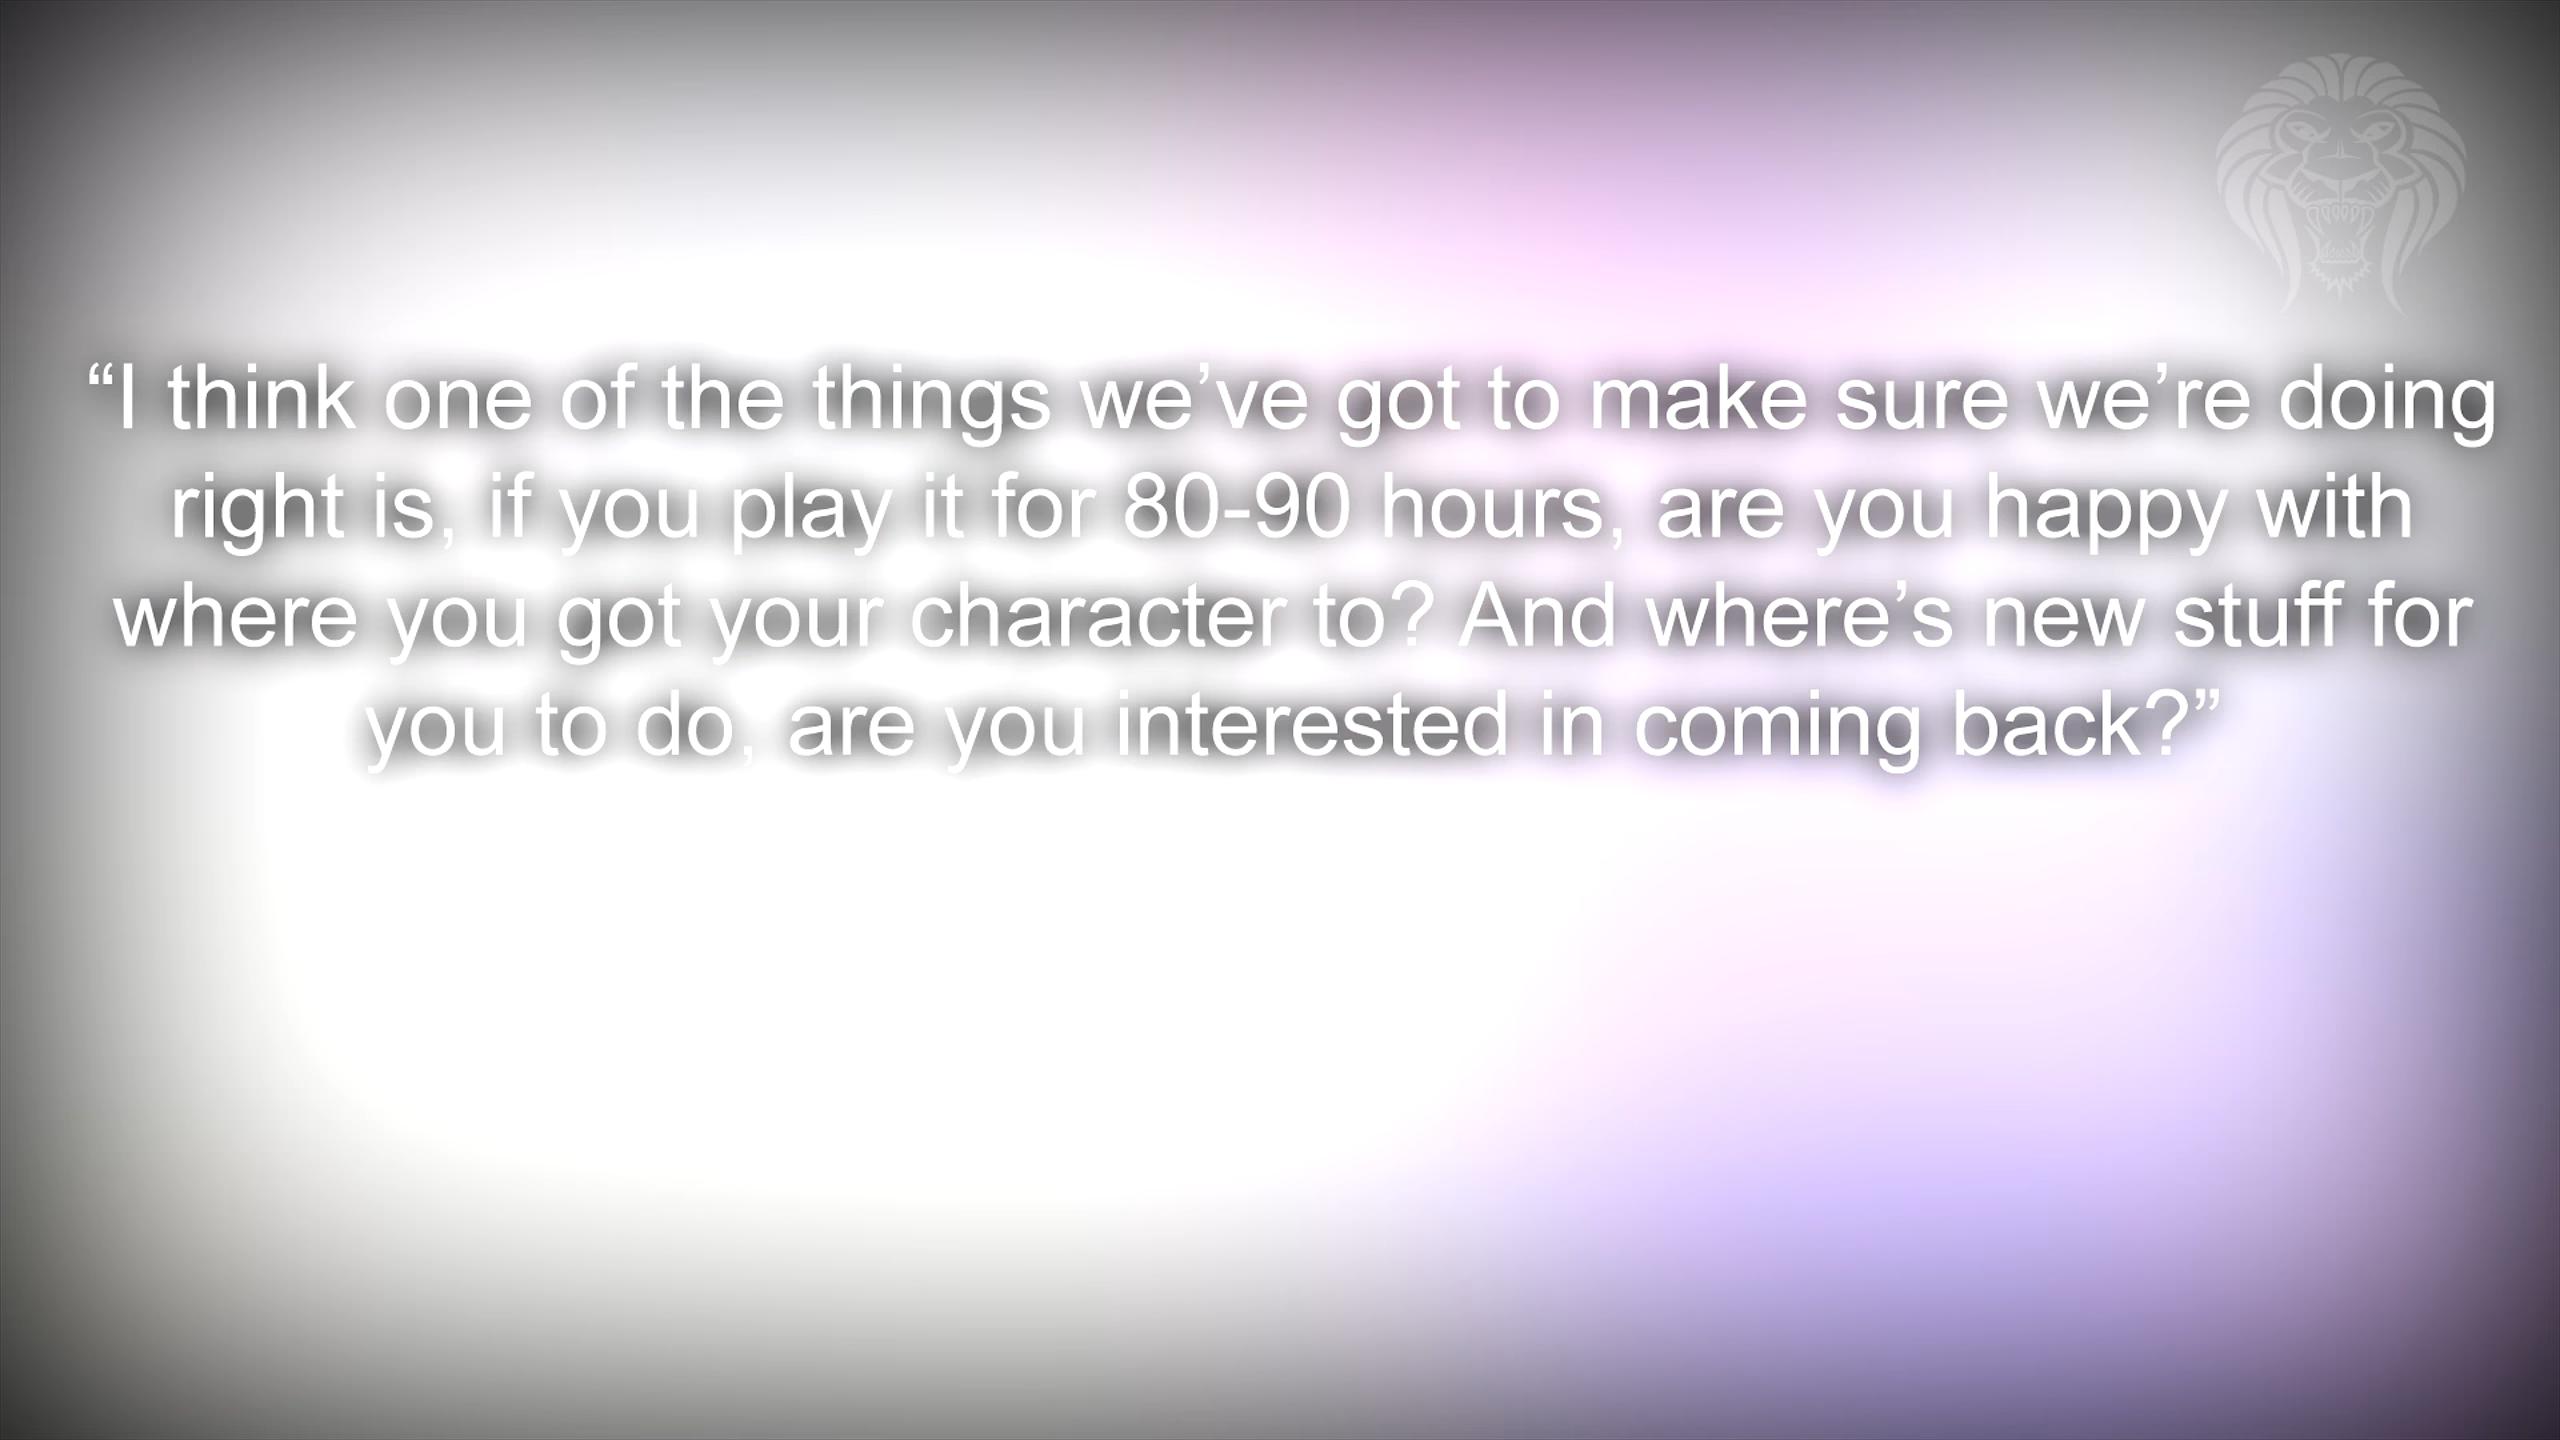 “I think one of the things we’ve got to make sure we’re doing
right is, if you play it for 80-90 hours, are you happy with
where you got your character to? And where’s new stuff for
you to do, are you interested in coming back?”